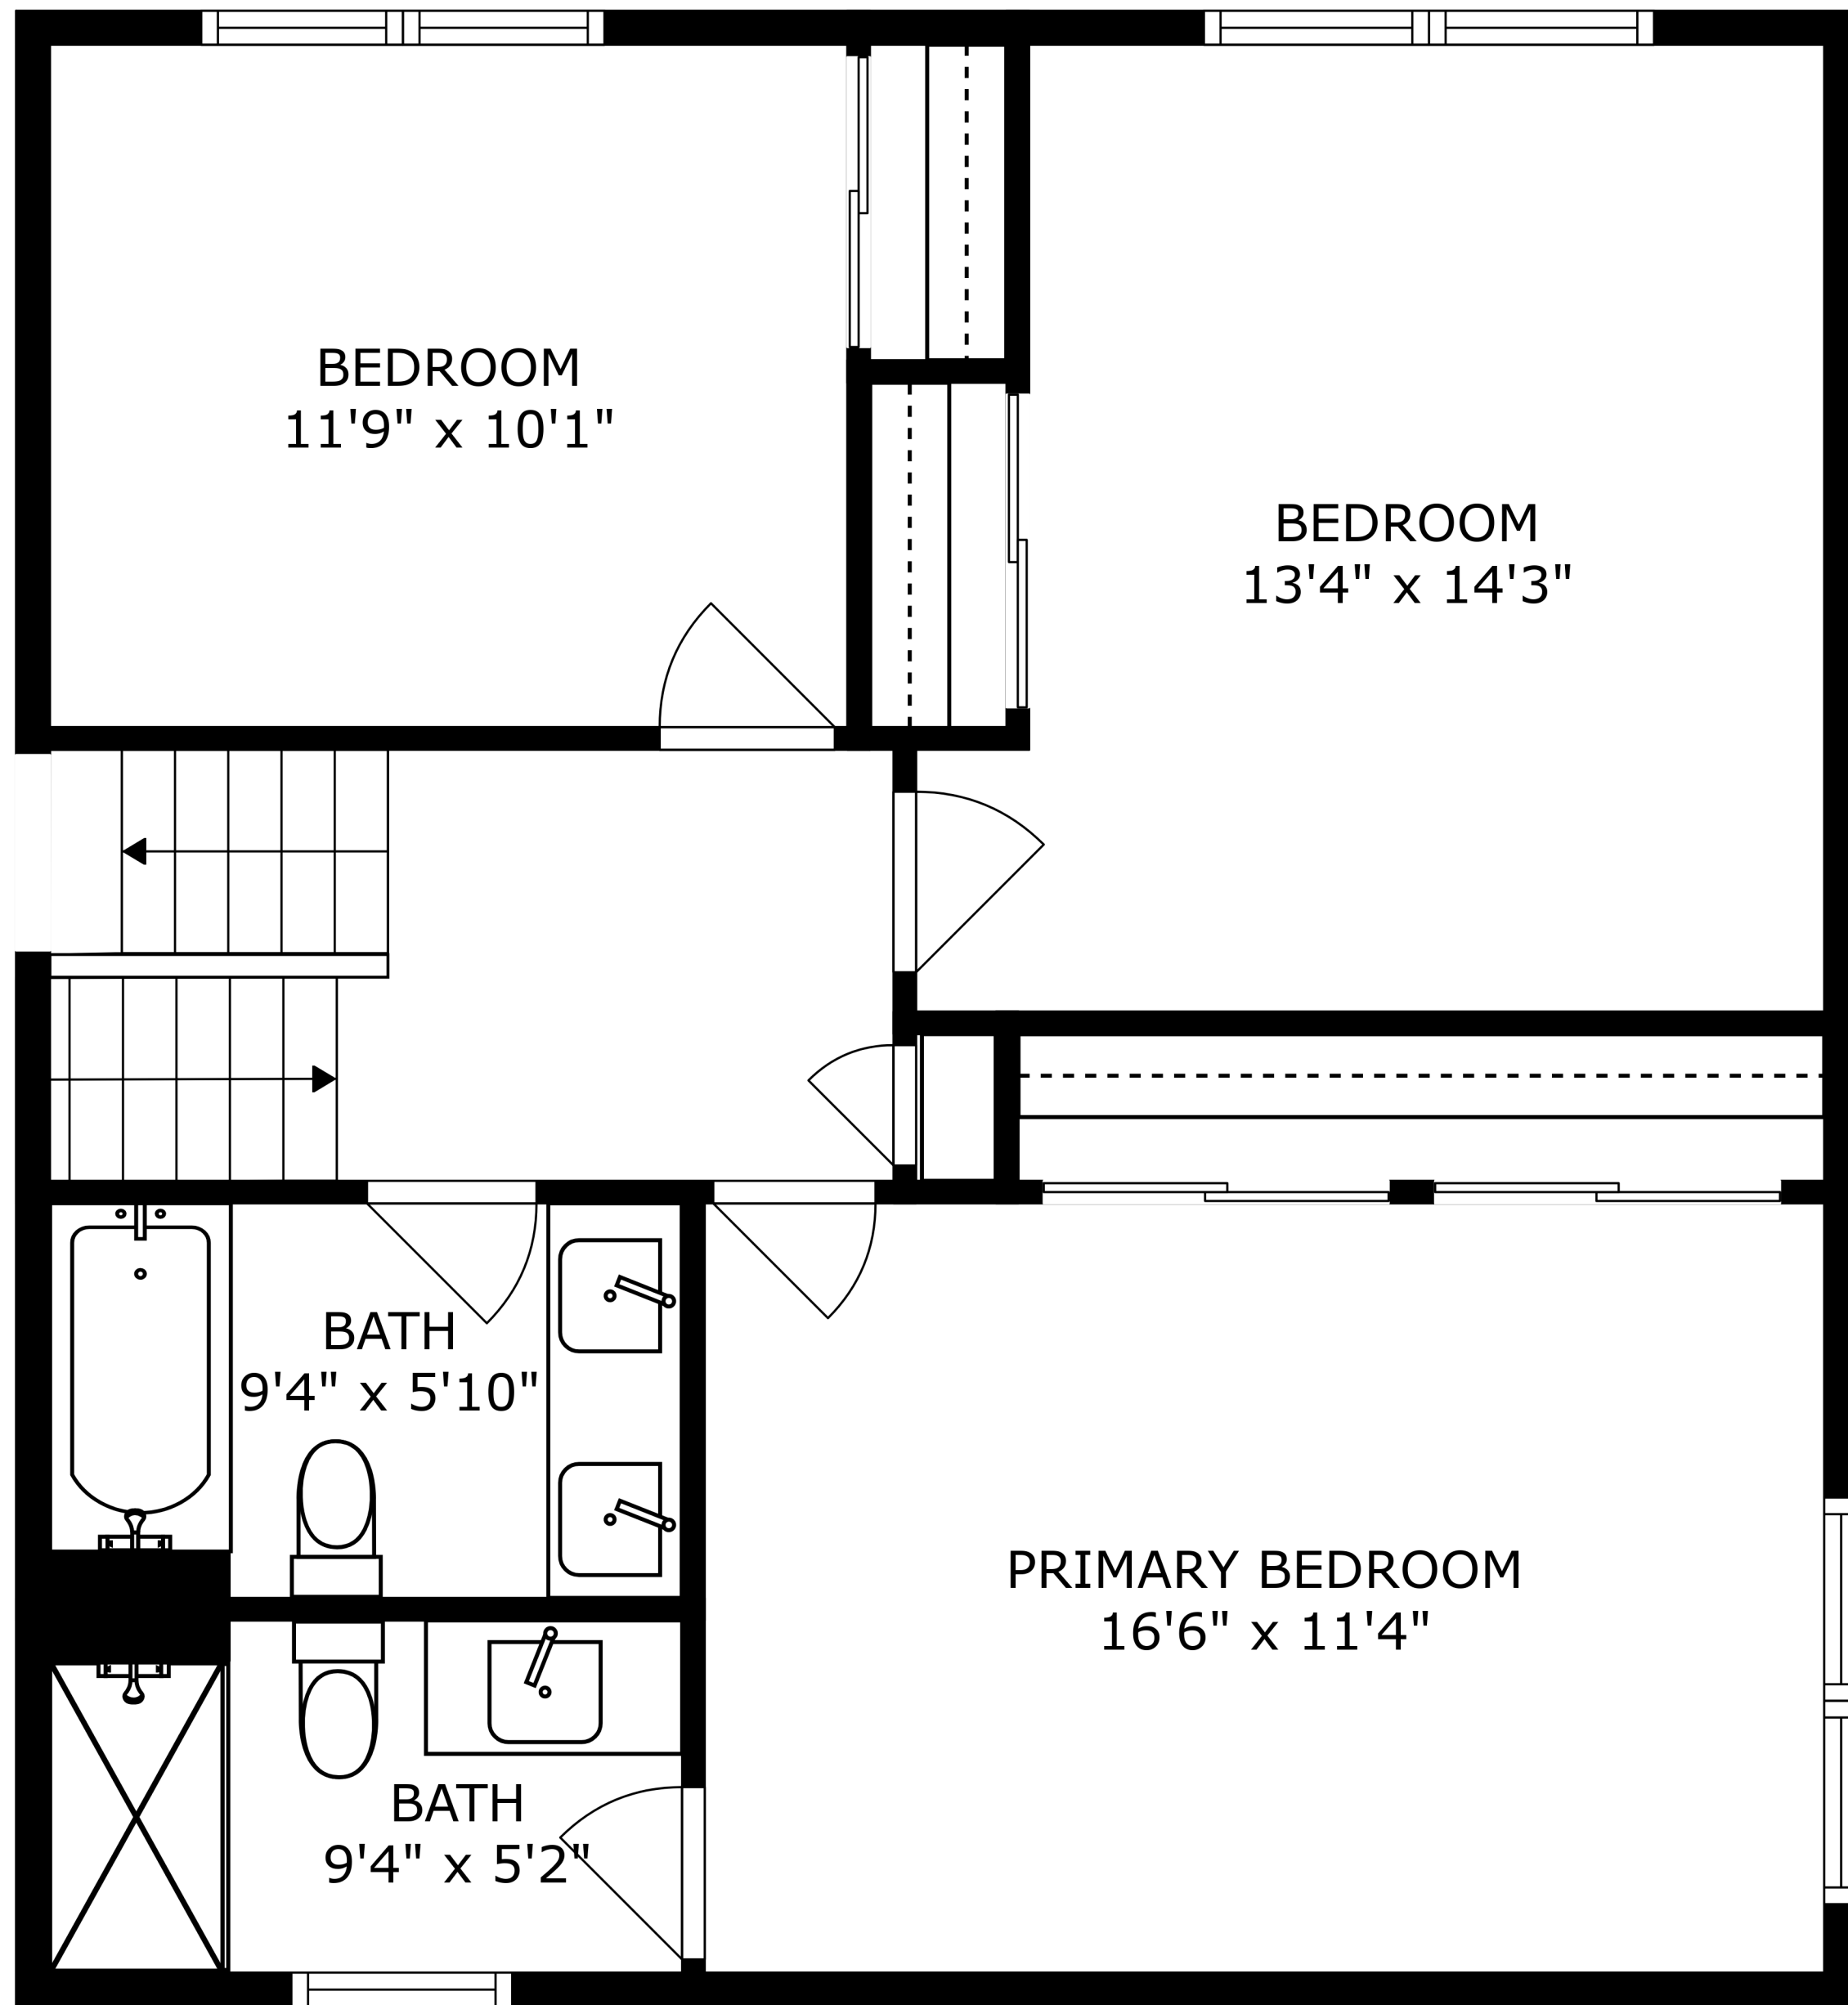 BEDROOM
11'9" x 10'1"
BEDROOM
13'4" x 14'3"
BATH
9'4" x 5'10"
PRIMARY BEDROOM
16'6" x 11'4"
BATH
9'4" x 5'2"